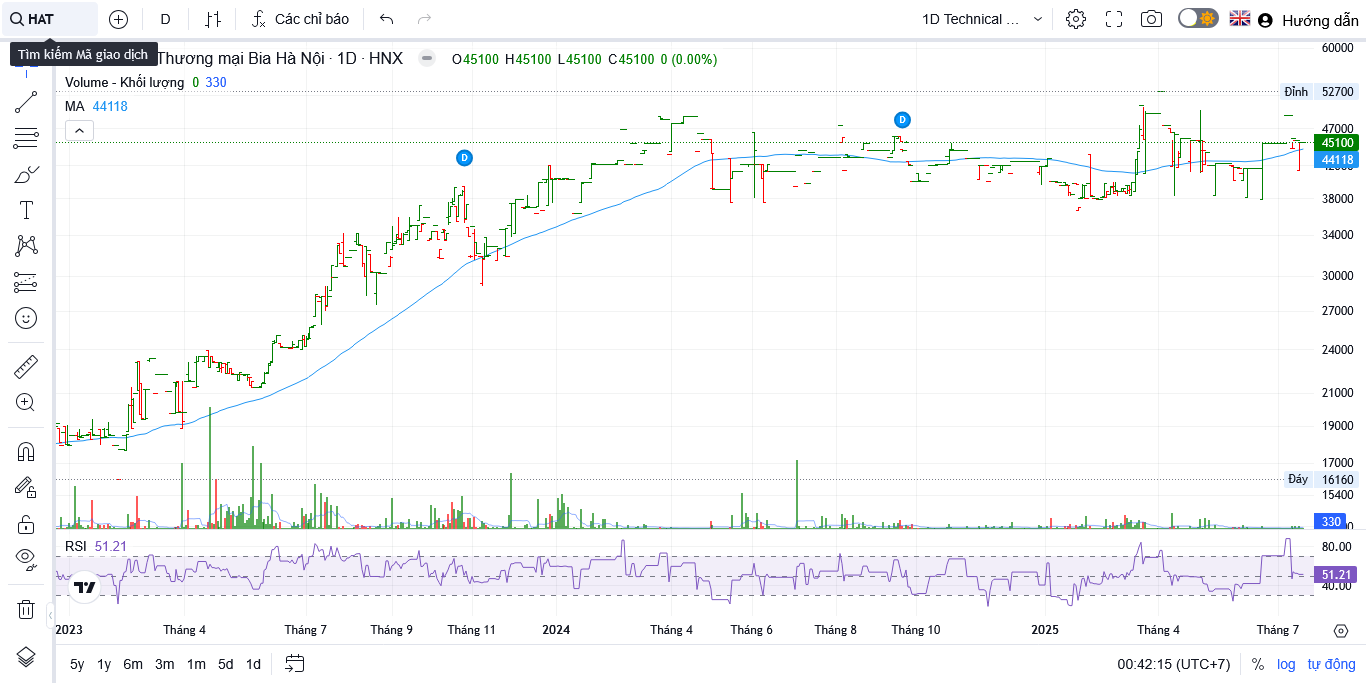 HAT
D
Các chỉ báo
1D Technical ...
Hướng dẫn
Tìm kiếm Mã giao dịch
Thương mại Bia Hà Nội · 1D · HNX
O45100 H45100 L45100 C45100 0 (0.00%)
Volume - Khối lượng 0 330
MA 44118
D
D
60000
Đỉnh 52700
47000
45100
44118
38000
34000
30000
27000
24000
21000
19000
17000
Đáy 16160
15400
330
RSI 51.21
80.00
51.21
40.00
2023 Tháng 4 Tháng 7 Tháng 9 Tháng 11 2024 Tháng 4 Tháng 6 Tháng 8 Tháng 10 2025 Tháng 4 Tháng 7
5y 1y 6m 3m 1m 5d 1d
00:42:15 (UTC+7) % log tự động